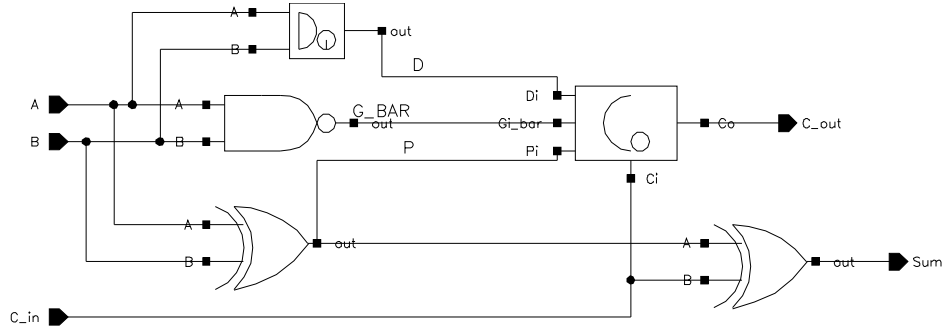 A
B
out
D
A
A
G_BAR
out
B
B
P
Di
Gi_bar
Pi
Co
C_out
Ci
A
B
out
A
B
out
Sum
C_in